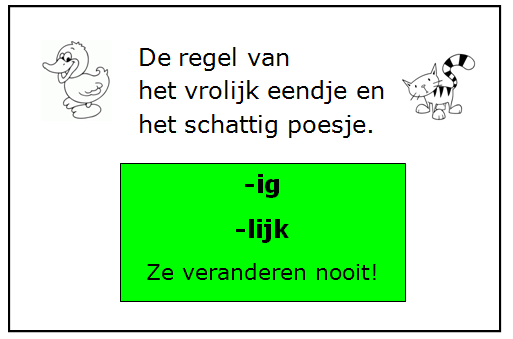 De regel van
het vrolijk eendje en
het schattig poesje.
-ig
-lijk
Ze veranderen nooit!